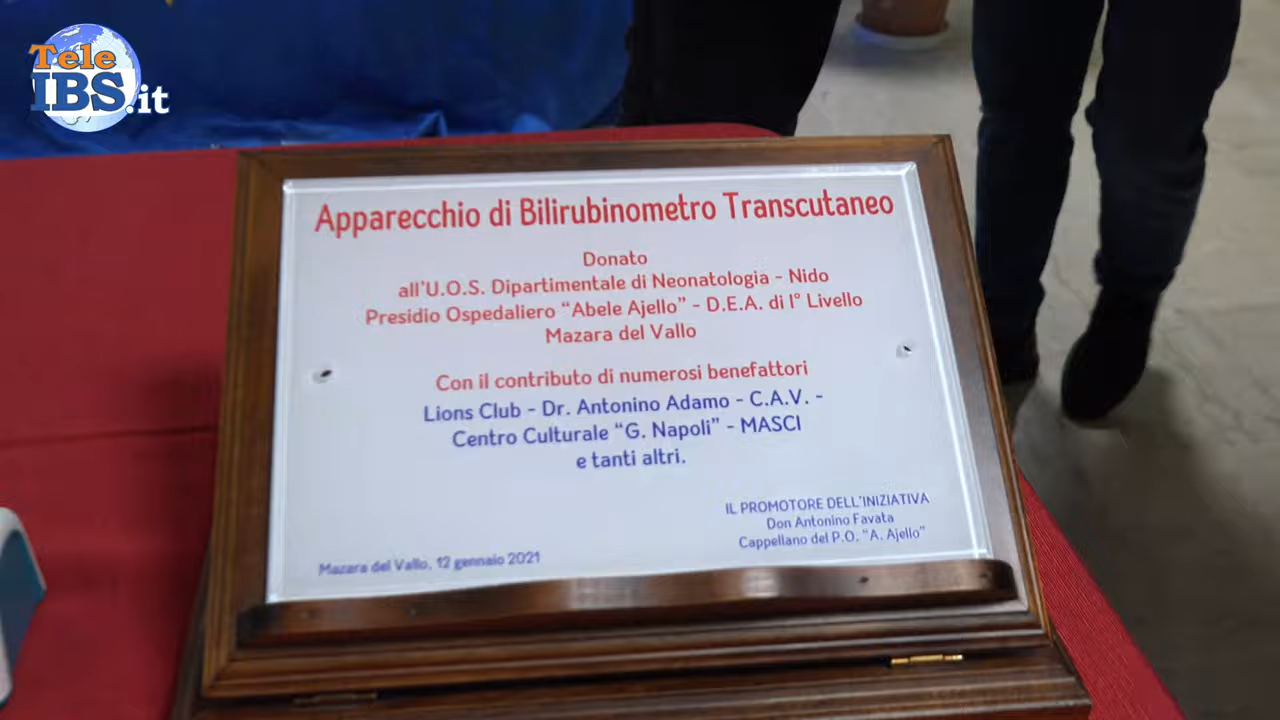 Tele
IBS.it
Apparecchio di Bilirubinometro Transcutaneo
Donato
all'U.O.S. Dipartimentale di Neonatologia - Nido
Presidio Ospedaliero "Abele Ajello" - D.E.A. di I° Livello
Mazara del Vallo
Con il contributo di numerosi benefattori
Lions Club - Dr. Antonino Adamo - C.A.V. -
Centro Culturale "G. Napoli" - MASCI
e tanti altri.
IL PROMOTORE DELL'INIZIATIVA
Don Antonino Favata
Cappellano del P.O. "A. Ajello"
Mazara del Vallo, 12 gennaio 2021